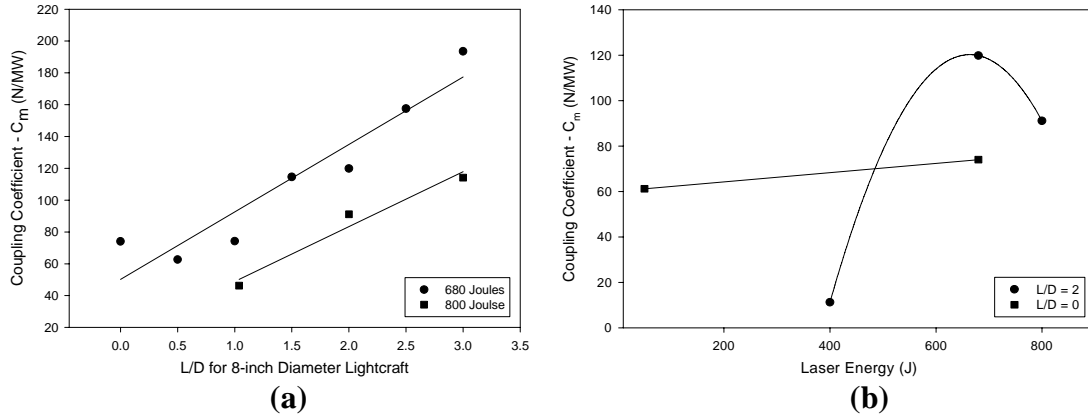 Coupling Coefficient - Cm (N/MW)
220
200
180
160
140
120
100
80
60
40
20
0.0 0.5 1.0 1.5 2.0 2.5 3.0 3.5
L/D for 8-inch Diameter Lightcraft
680 Joules
800 Joulse
(a)
Coupling Coefficient - Cm (N/MW)
140
120
100
80
60
40
20
0
200 400 600 800
Laser Energy (J)
L/D = 2
L/D = 0
(b)